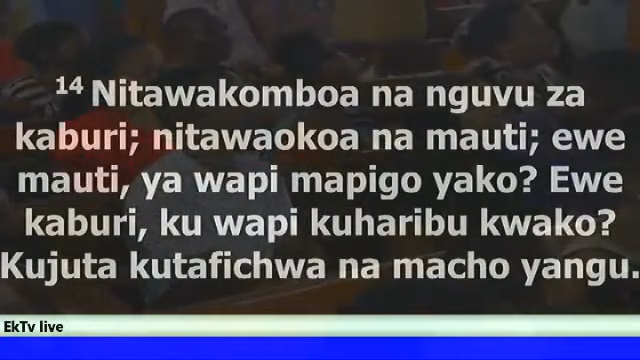 14 Nitawakomboa na nguvu za
kaburi; nitawaokoa na mauti; ewe
mauti, ya wapi mapigo yako? Ewe
kaburi, ku wapi kuharibu kwako?
Kujuta kutafichwa na macho yangu.
EkTv live